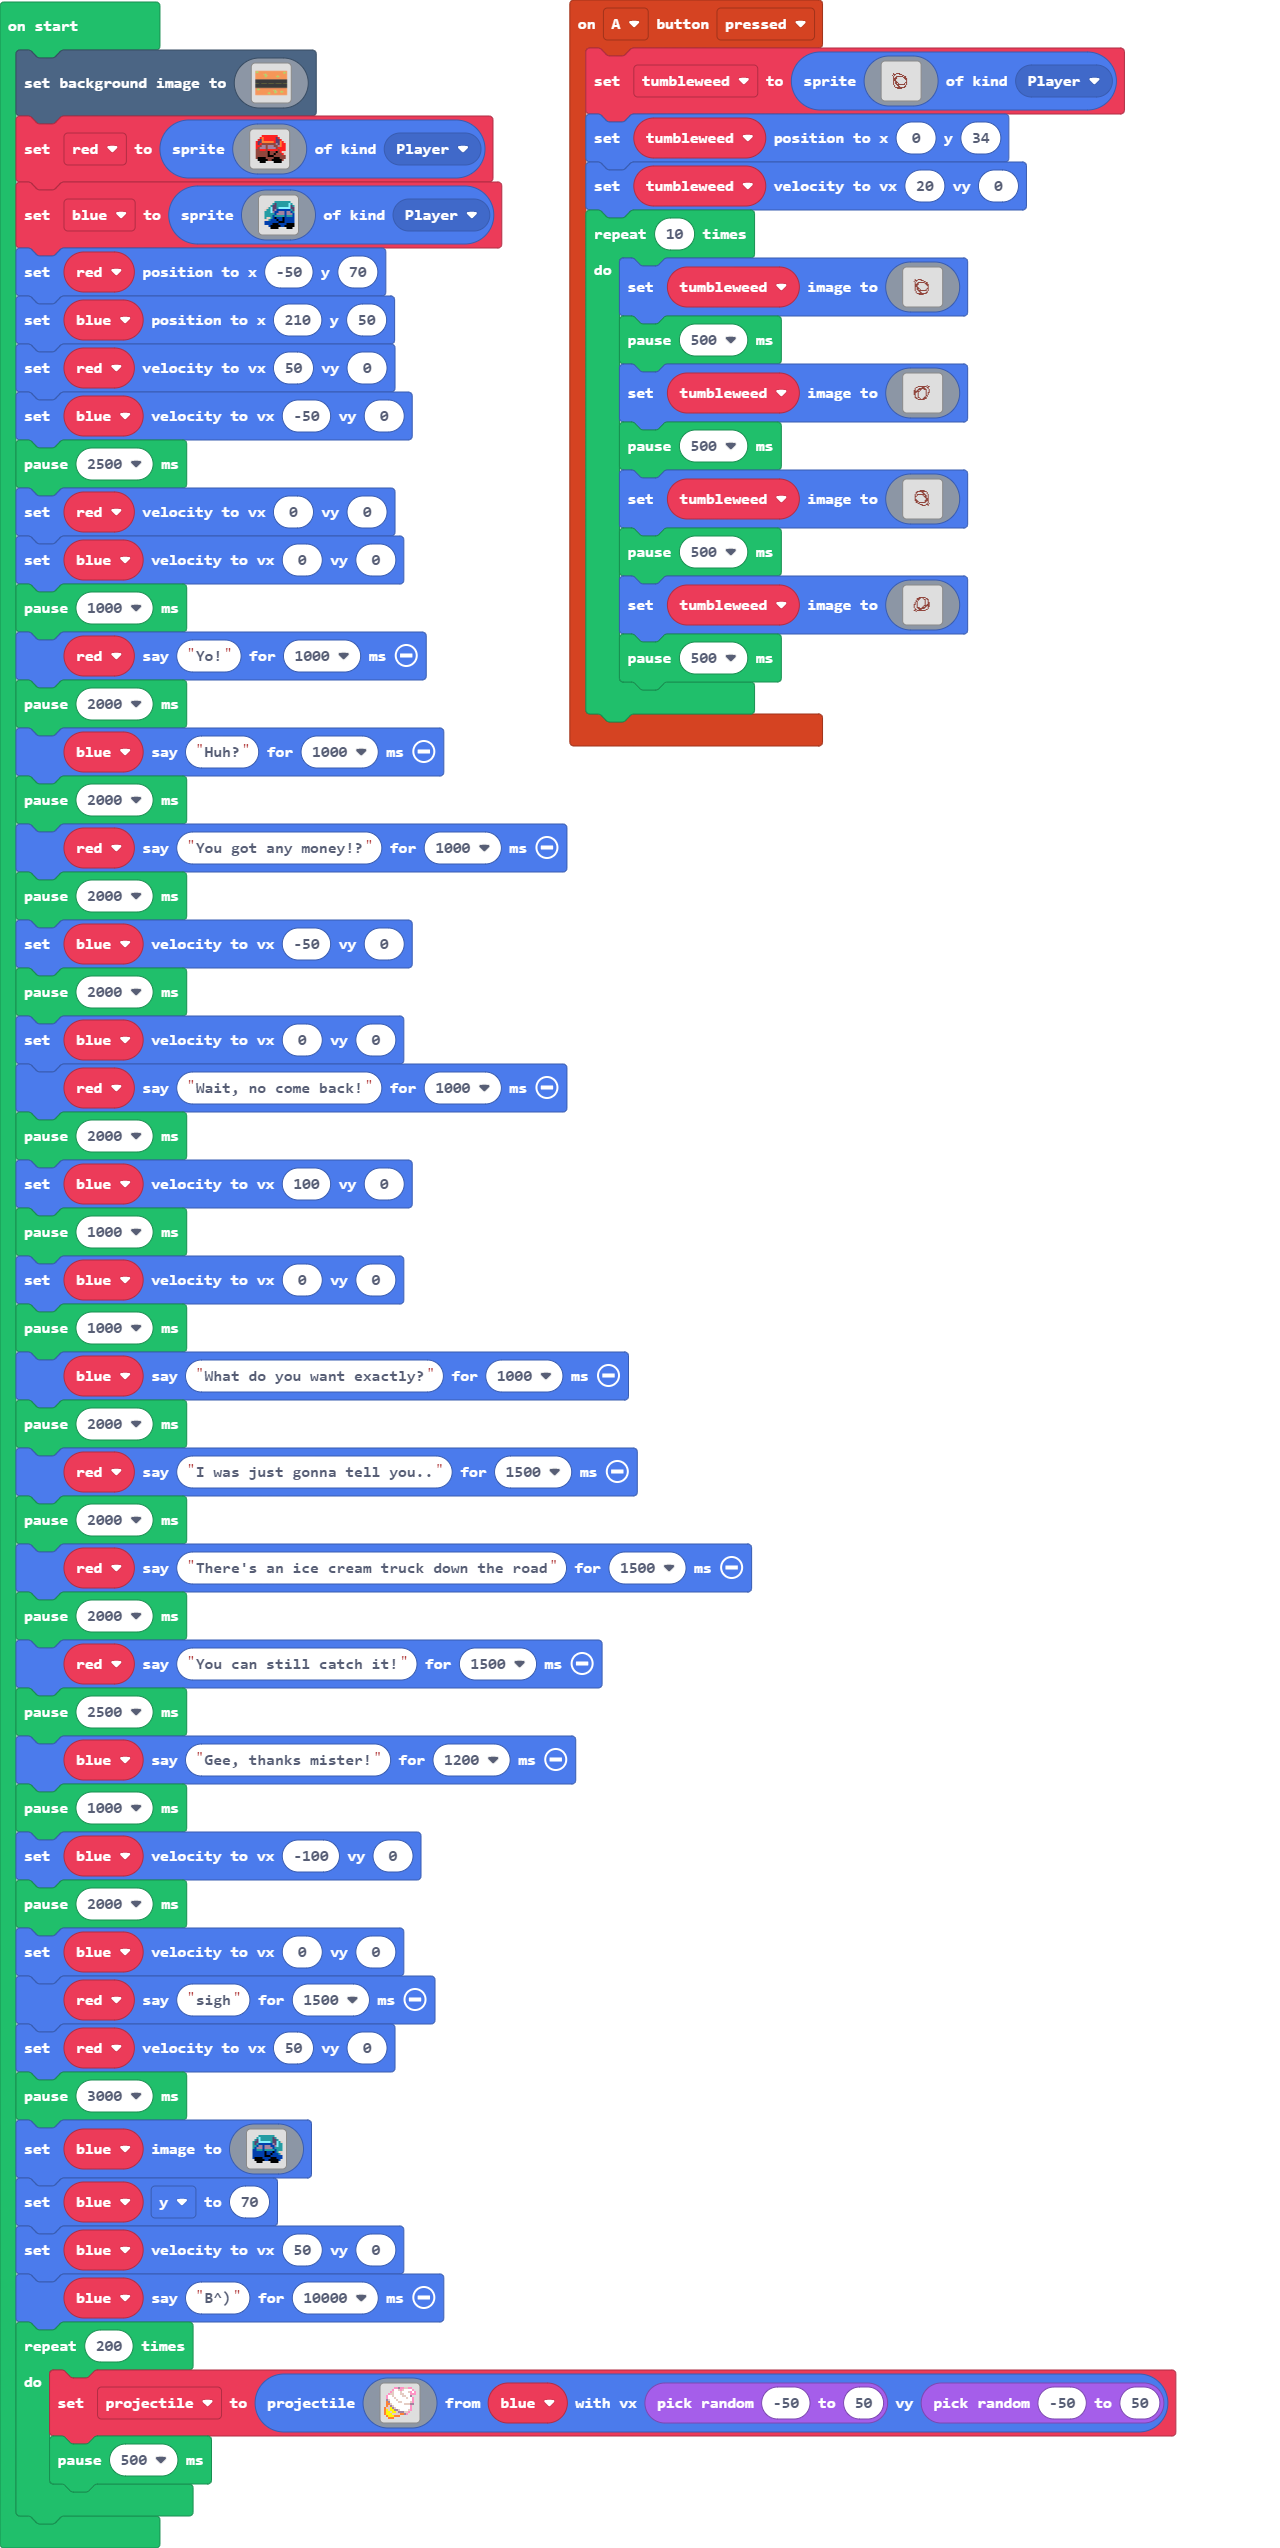 on start
set background image to
set red to sprite of kind Player
set blue to sprite of kind Player
set red position to x -50 y 70
set blue position to x 210 y 50
set red velocity to vx 50 vy 0
set blue velocity to vx -50 vy 0
pause 2500 ms
set red velocity to vx 0 vy 0
set blue velocity to vx 0 vy 0
pause 1000 ms
red say "Yo!" for 1000 ms
pause 2000 ms
blue say "Huh?" for 1000 ms
pause 2000 ms
red say "You got any money!?" for 1000 ms
pause 2000 ms
set blue velocity to vx -50 vy 0
pause 2000 ms
set blue velocity to vx 0 vy 0
red say "Wait, no come back!" for 1000 ms
pause 2000 ms
set blue velocity to vx 100 vy 0
pause 1000 ms
set blue velocity to vx 0 vy 0
pause 1000 ms
blue say "What do you want exactly?" for 1000 ms
pause 2000 ms
red say "I was just gonna tell you.." for 1500 ms
pause 2000 ms
red say "There's an ice cream truck down the road" for 1500 ms
pause 2000 ms
red say "You can still catch it!" for 1500 ms
pause 2500 ms
blue say "Gee, thanks mister!" for 1200 ms
pause 1000 ms
set blue velocity to vx -100 vy 0
pause 2000 ms
set blue velocity to vx 0 vy 0
red say "sigh" for 1500 ms
set red velocity to vx 50 vy 0
pause 3000 ms
set blue image to
set blue y to 70
set blue velocity to vx 50 vy 0
blue say "B^)" for 10000 ms
repeat 200 times
do
set projectile to projectile from blue with vx pick random -50 to 50 vy pick random -50 to 50
pause 500 ms
on A button pressed
set tumbleweed to sprite of kind Player
set tumbleweed position to x 0 y 34
set tumbleweed velocity to vx 20 vy 0
repeat 10 times
do
set tumbleweed image to
pause 500 ms
set tumbleweed image to
pause 500 ms
set tumbleweed image to
pause 500 ms
set tumbleweed image to
pause 500 ms